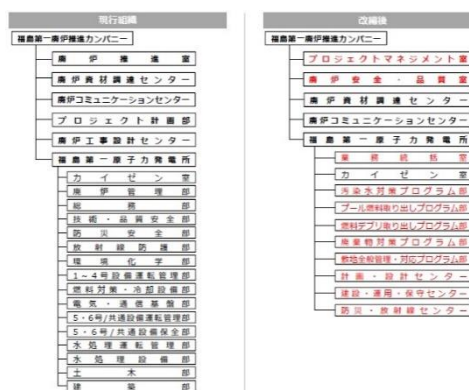 現行組織
福島第一廃炉推進カンパニー
廃炉推進室
廃炉資材調達センター
廃炉コミュニケーションセンター
プロジェクト計画部
廃炉工事設計センター
福島第一原子力発電所
カイゼン室
廃炉管理部
総務部
技術・品質安全部
防災安全部
放射線防護部
環境化学部
1~4号設備運転管理部
燃料対策・冷却設備部
電気・通信基盤部
5・6号/共通設備運転管理部
5・6号/共通設備保全部
水処理運転管理部
水処理設備部
土木部
建築部
改編後
福島第一廃炉推進カンパニー
プロジェクトマネジメント室
廃炉安全・品質室
廃炉資材調達センター
廃炉コミュニケーションセンター
福島第一原子力発電所
業務統括室
カイゼン室
汚染水対策プログラム部
プール燃料取り出しプログラム部
燃料デブリ取り出しプログラム部
廃棄物対策プログラム部
敷地全般管理・対応プログラム部
計画・設計センター
建設・運用・保守センター
防災・放射線センター